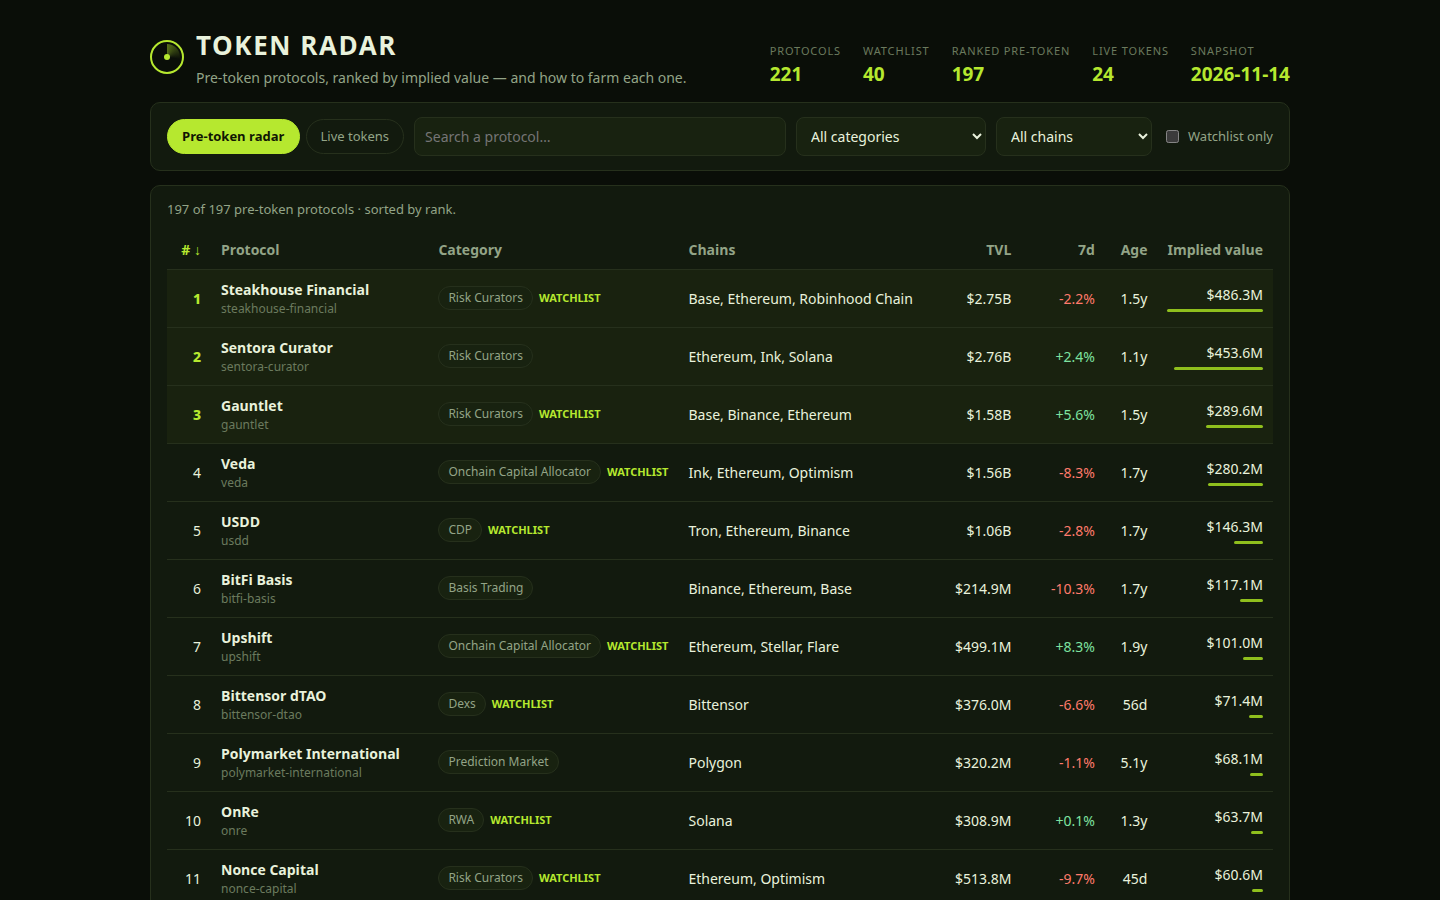 TOKEN RADAR
Pre-token protocols, ranked by implied value — and how to farm each one.
PROTOCOLS WATCHLIST RANKED PRE-TOKEN LIVE TOKENS SNAPSHOT
221 40 197 24 2026-11-14
Pre-token radar Live tokens Search a protocol... All categories All chains Watchlist only
197 of 197 pre-token protocols · sorted by rank.
# ↓ Protocol Category Chains TVL 7d Age Implied value
1 Steakhouse Financial Risk Curators WATCHLIST Base, Ethereum, Robinhood Chain $2.75B -2.2% 1.5y $486.3M
steakhouse-financial
2 Sentora Curator Risk Curators Ethereum, Ink, Solana $2.76B +2.4% 1.1y $453.6M
sentora-curator
3 Gauntlet Risk Curators WATCHLIST Base, Binance, Ethereum $1.58B +5.6% 1.5y $289.6M
gauntlet
4 Veda Onchain Capital Allocator WATCHLIST Ink, Ethereum, Optimism $1.56B -8.3% 1.7y $280.2M
veda
5 USDD CDP WATCHLIST Tron, Ethereum, Binance $1.06B -2.8% 1.7y $146.3M
usdd
6 BitFi Basis Basis Trading Binance, Ethereum, Base $214.9M -10.3% 1.7y $117.1M
bitfi-basis
7 Upshift Onchain Capital Allocator WATCHLIST Ethereum, Stellar, Flare $499.1M +8.3% 1.9y $101.0M
upshift
8 Bittensor dTAO Dexs WATCHLIST Bittensor $376.0M -6.6% 56d $71.4M
bittensor-dtao
9 Polymarket International Prediction Market Polygon $320.2M -1.1% 5.1y $68.1M
polymarket-international
10 OnRe RWA WATCHLIST Solana $308.9M +0.1% 1.3y $63.7M
onre
11 Nonce Capital Risk Curators WATCHLIST Ethereum, Optimism $513.8M -9.7% 45d $60.6M
nonce-capital